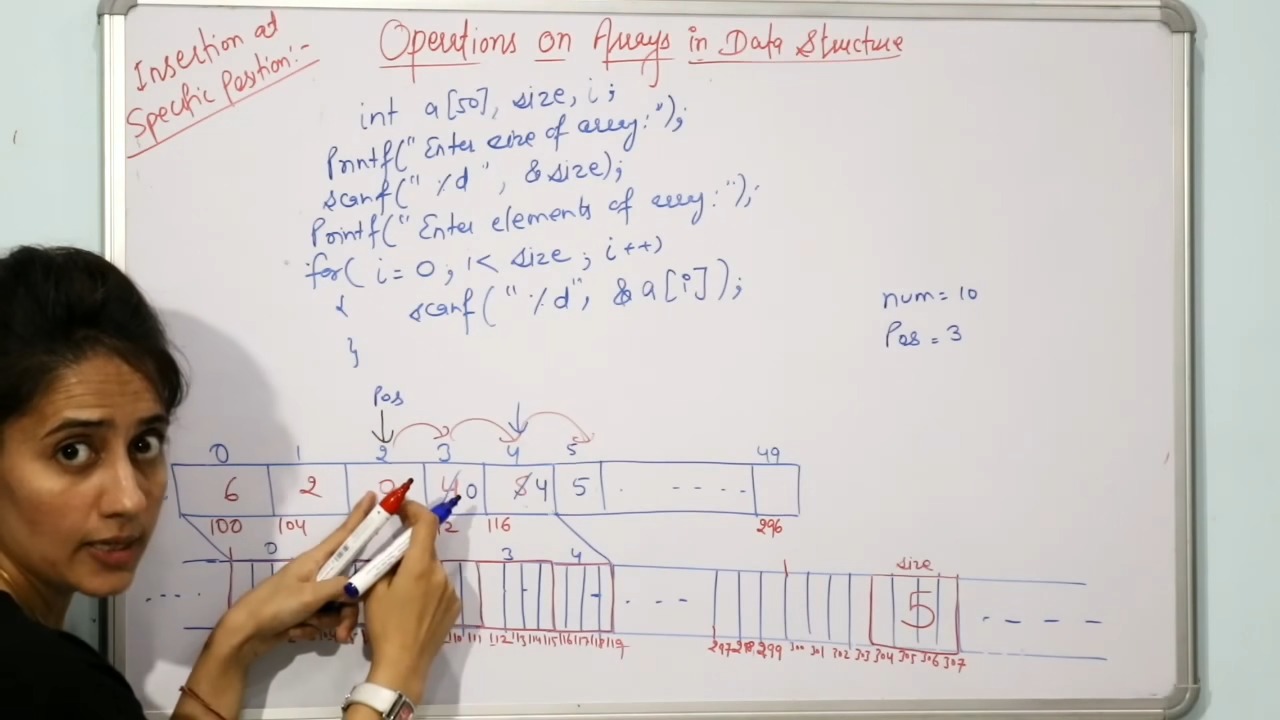 Insertion at
Specific Postion:-
Operations on Arrays in Data Structure
int a[50], size, i;
Printf("Enter size of array:");
scanf("%d", &size);
Printf("Enter elements of array:");
for( i=0; i< size; i++)
{ scanf("%d", &a[i]);
}
num=10
Pos=3
Pos
0 1 2 3 4 5 49
6 2 0 4 0 8 4 5 . - - - -
100 104 12 116 296
0 3 4 size
. . . . . - - - 5 - - - -
110 111 112 113 114 115 116 117 118 119 297 298 299 300 301 302 303 304 305 306 307